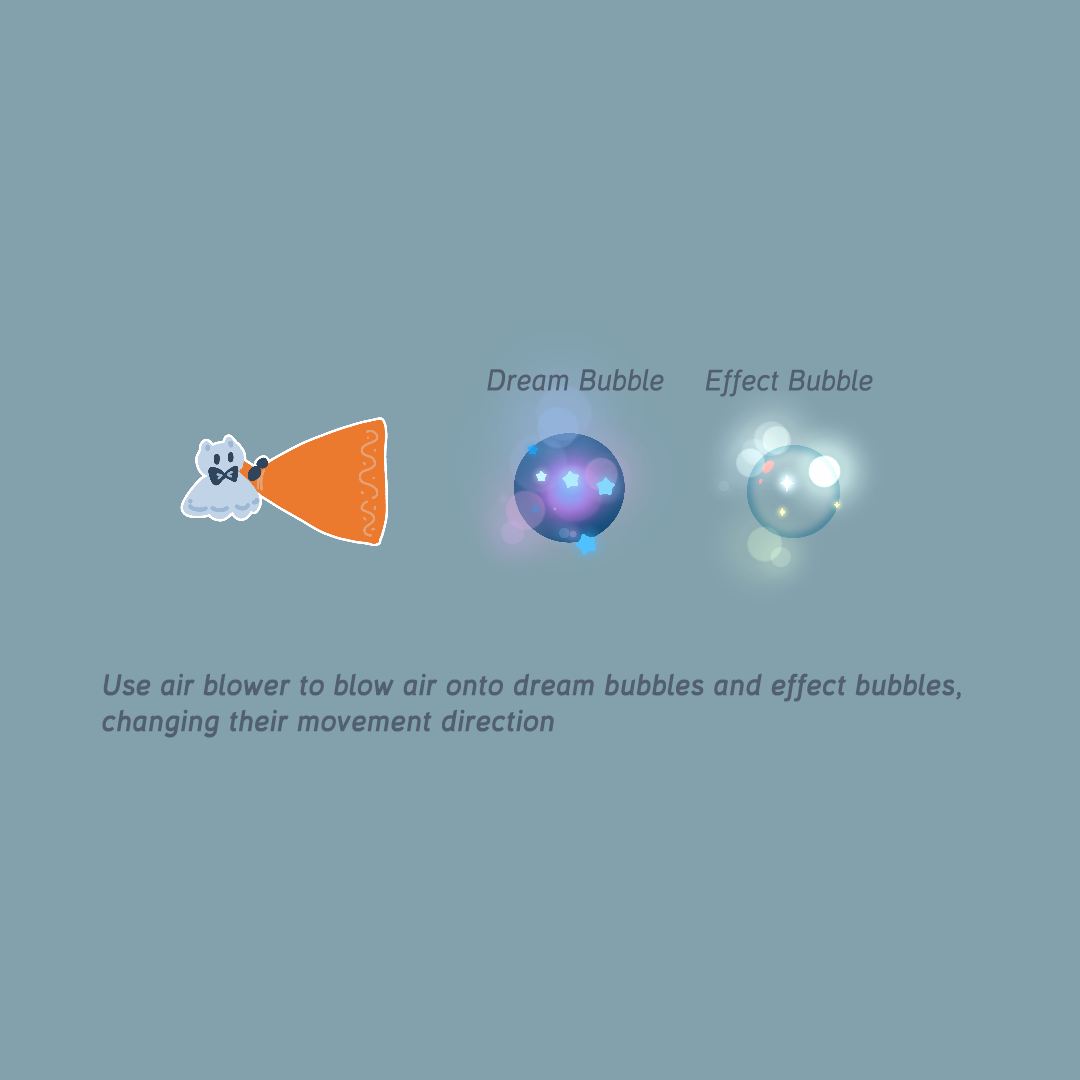 Dream Bubble
Effect Bubble
Use air blower to blow air onto dream bubbles and effect bubbles,
changing their movement direction